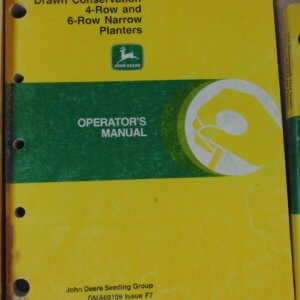 Drawn Conservation
4-Row and
6-Row Narrow
Planters
JOHN DEERE
OPERATOR'S
MANUAL
John Deere Seeding Group
OMA69109 Issue F7